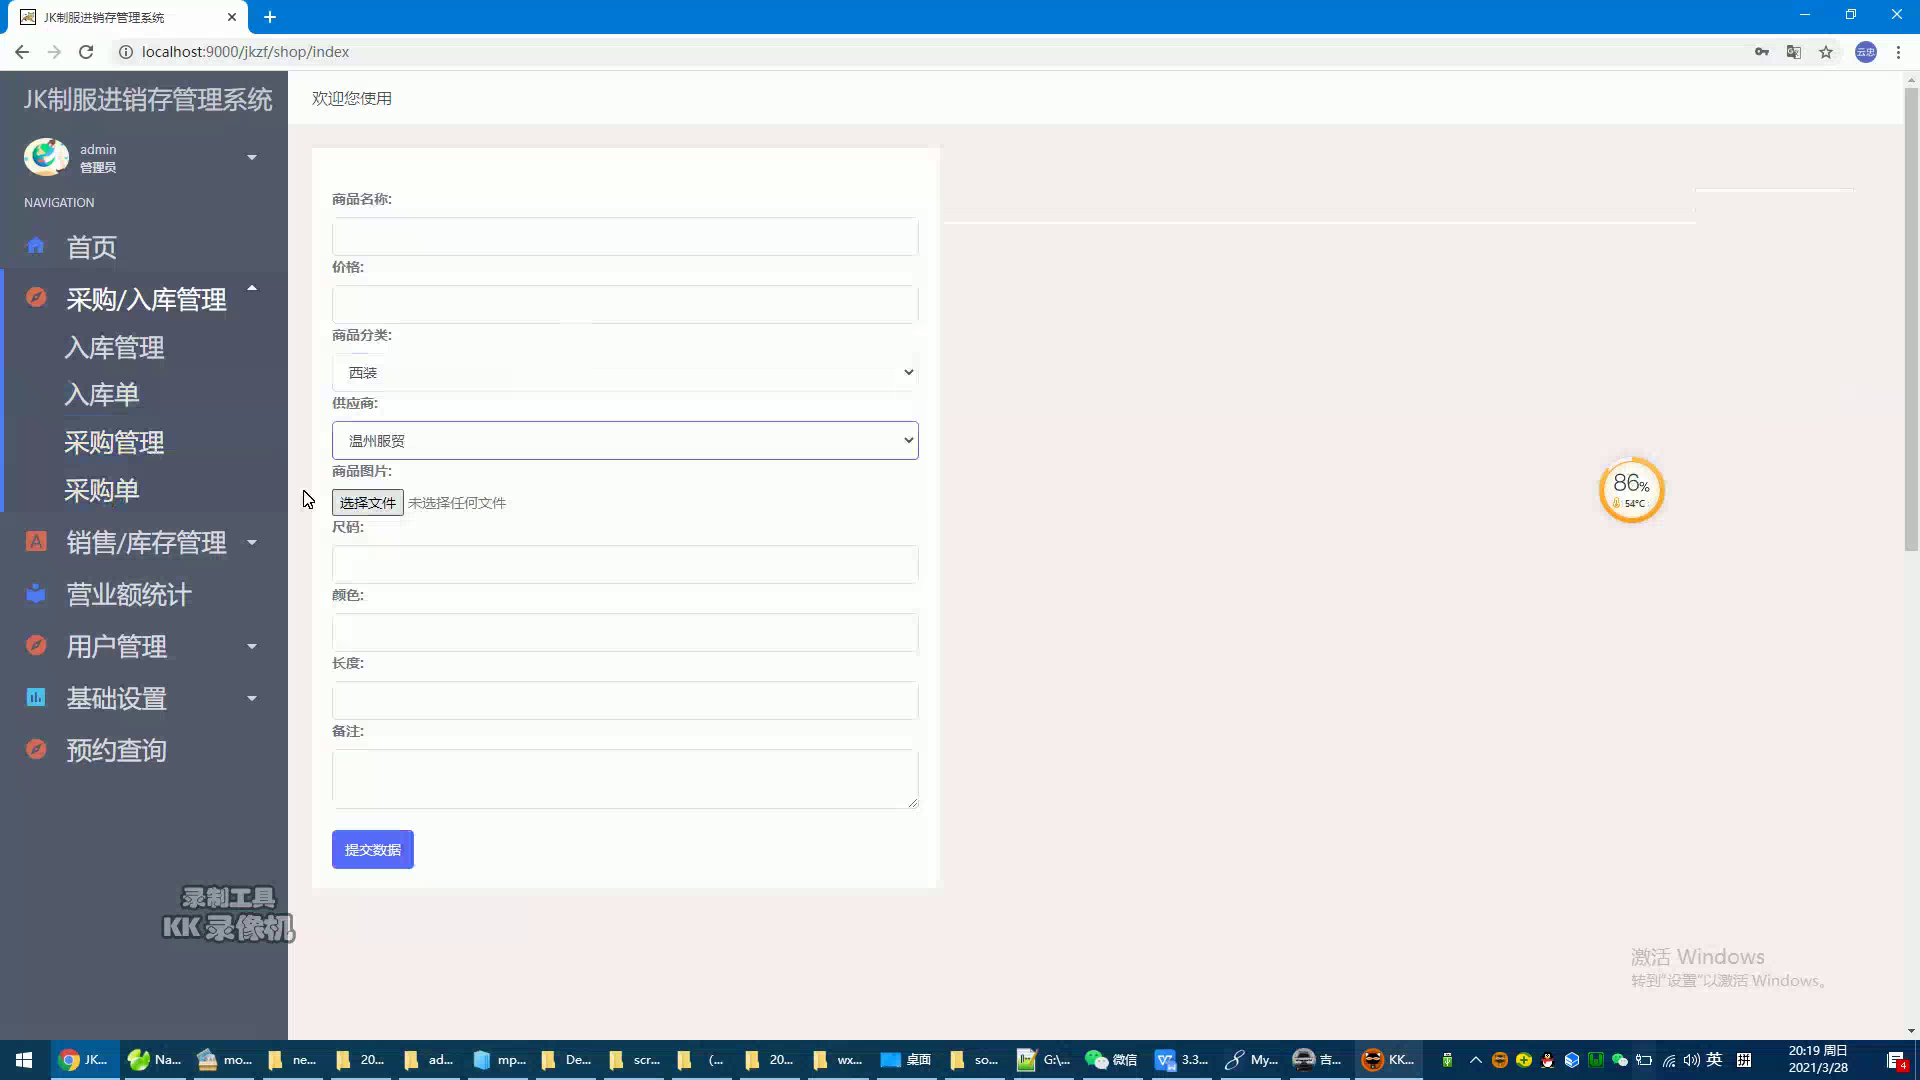 JK制服进销存管理系统
localhost:9000/jkzf/shop/index
云忠
JK制服进销存管理系统
欢迎您使用
admin
管理员
NAVIGATION
首页
采购/入库管理
入库管理
入库单
采购管理
采购单
销售/库存管理
营业额统计
用户管理
基础设置
预约查询
商品名称:
价格:
商品分类:
西装
供应商:
温州服贸
商品图片:
选择文件 未选择任何文件
尺码:
颜色:
长度:
备注:
提交数据
86%
54°C
录制工具
KK 录像机
激活 Windows
转到"设置"以激活 Windows。
JK... Na... mo... ne... 20... ad... mp... De... scr... (... 20... wx... 桌面 so... G:\... 微信 3.3... My... 吉... KK... 英 拼
20:19 周日
2021/3/28
4